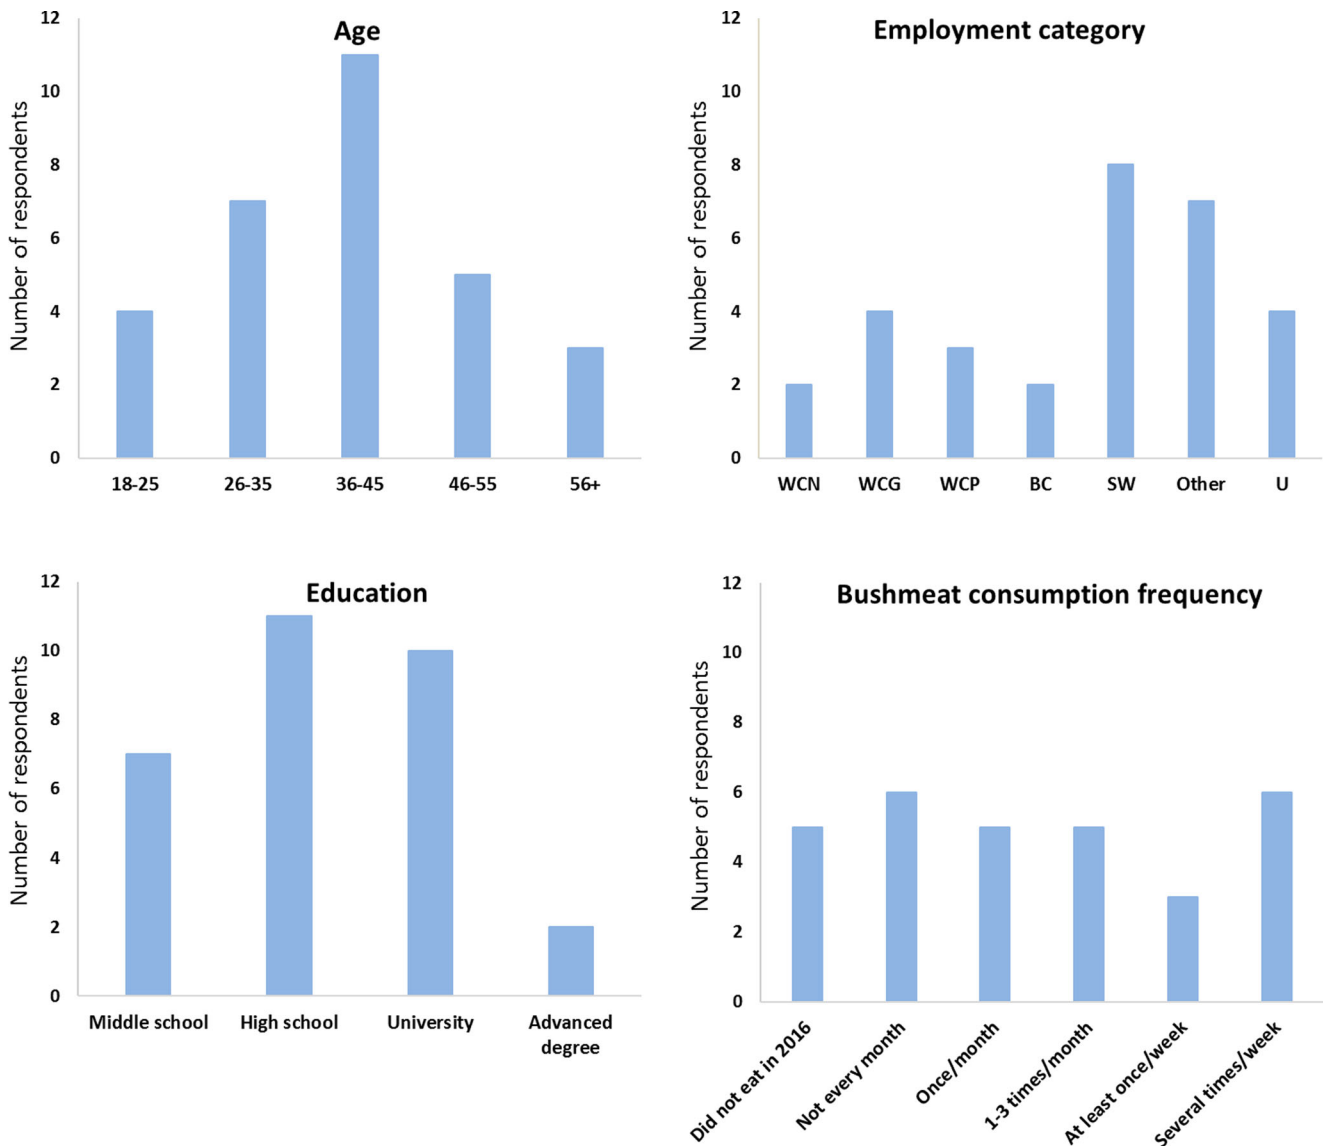 Age
Number of respondents
12
10
8
6
4
2
0
18-25 26-35 36-45 46-55 56+
Employment category
Number of respondents
12
10
8
6
4
2
0
WCN WCG WCP BC SW Other U
Education
Number of respondents
12
10
8
6
4
2
0
Middle school High school University Advanced
degree
Bushmeat consumption frequency
Number of respondents
12
10
8
6
4
2
0
Did not eat in 2016
Not every month
Once/month
1-3 times/month
At least once/week
Several times/week